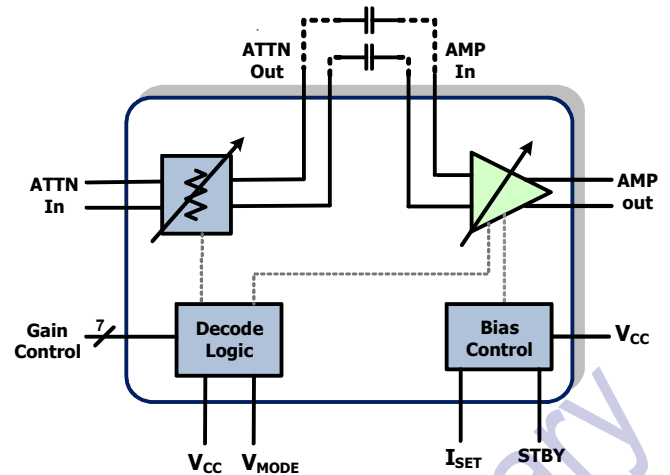 ATTN
Out
AMP
In
ATTN
In
AMP
out
Gain
Control
7
Decode
Logic
Bias
Control
VCC
VCC
VMODE
ISET
STBY